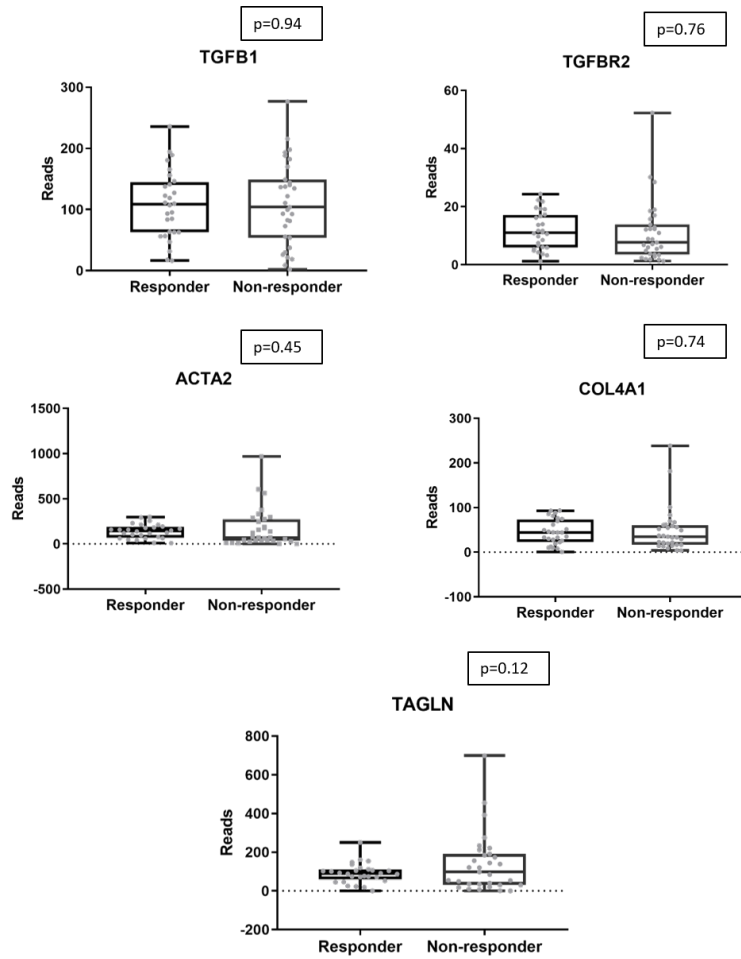 p=0.94
TGFB1
300
200
100
0
Reads
Responder Non-responder
p=0.76
TGFBR2
60
40
20
0
Reads
Responder Non-responder
p=0.45
ACTA2
1500
1000
500
0
-500
Reads
Responder Non-responder
p=0.74
COL4A1
300
200
100
0
-100
Reads
Responder Non-responder
p=0.12
TAGLN
800
600
400
200
0
-200
Reads
Responder Non-responder